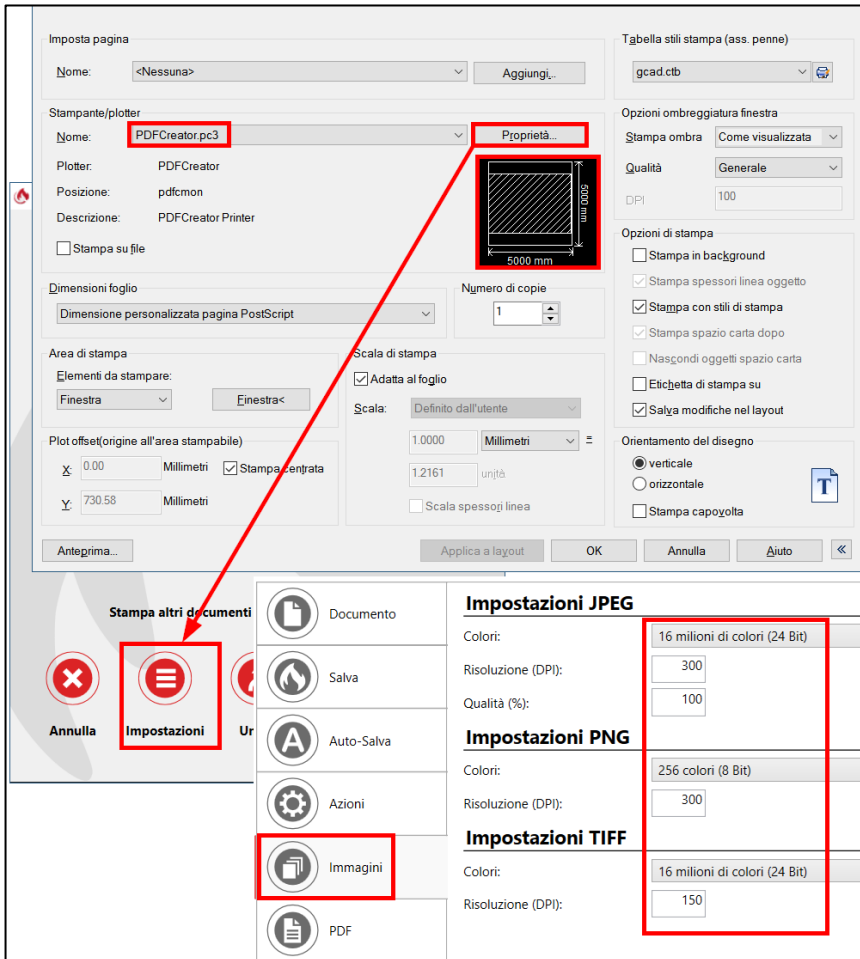 Imposta pagina
Nome: <Nessuna> Aggiungi...
Tabella stili stampa (ass. penne)
gcad.ctb
Stampante/plotter
Nome: PDFCreator.pc3 Proprietà...
Plotter: PDFCreator
Posizione: pdfcmon
Descrizione: PDFCreator Printer
Stampa su file
5000 mm
5000 mm
Opzioni ombreggiatura finestra
Stampa ombra Come visualizzata
Qualità Generale
DPI 100
Dimensioni foglio
Dimensione personalizzata pagina PostScript
Numero di copie
1
Opzioni di stampa
Stampa in background
Stampa spessori linea oggetto
Stampa con stili di stampa
Stampa spazio carta dopo
Nascondi oggetti spazio carta
Etichetta di stampa su
Salva modifiche nel layout
Area di stampa
Elementi da stampare:
Finestra Finestra<
Scala di stampa
Adatta al foglio
Scala: Definito dall'utente
1.0000 Millimetri =
1.2161 unità
Scala spessori linea
Plot offset(origine all'area stampabile)
X: 0.00 Millimetri Stampa centrata
Y: 730.58 Millimetri
Orientamento del disegno
verticale
orizzontale
Stampa capovolta
T
Anteprima... Applica a layout OK Annulla Aiuto «
Stampa altri documenti
Annulla Impostazioni Un
Documento
Salva
Auto-Salva
Azioni
Immagini
PDF
Impostazioni JPEG
Colori: 16 milioni di colori (24 Bit)
Risoluzione (DPI): 300
Qualità (%): 100
Impostazioni PNG
Colori: 256 colori (8 Bit)
Risoluzione (DPI): 300
Impostazioni TIFF
Colori: 16 milioni di colori (24 Bit)
Risoluzione (DPI): 150